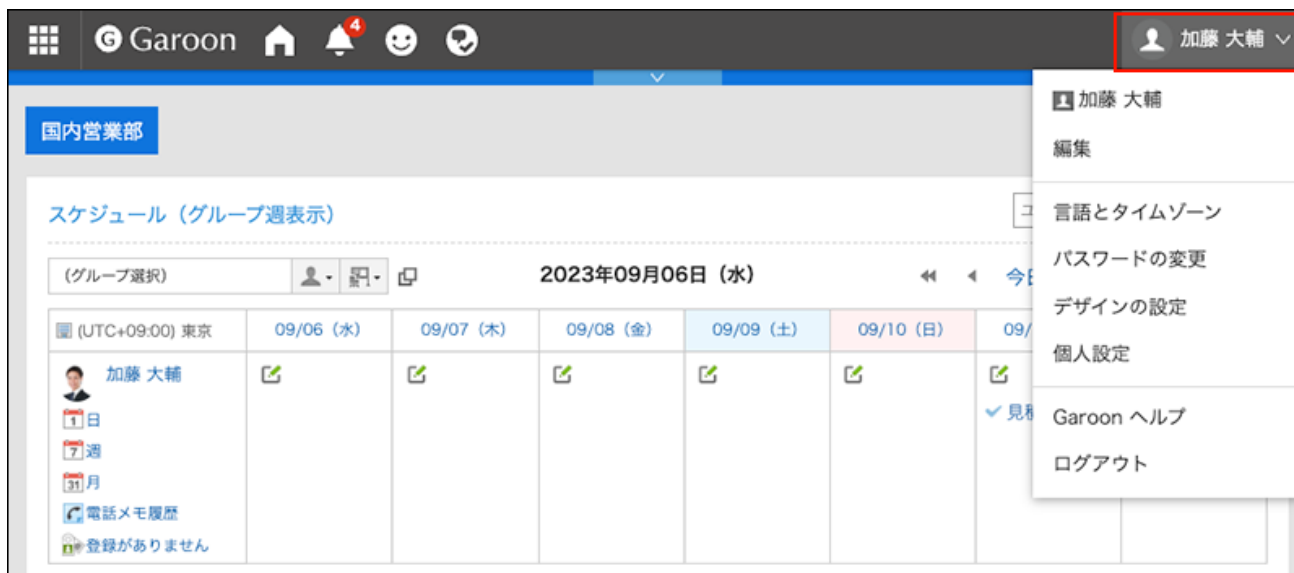 G Garoon
4
加藤 大輔
加藤 大輔
編集
言語とタイムゾーン
パスワードの変更
デザインの設定
個人設定
Garoon ヘルプ
ログアウト
国内営業部
スケジュール（グループ週表示）
（グループ選択）
2023年09月06日（水）
今
(UTC+09:00) 東京
09/06（水）
09/07（木）
09/08（金）
09/09（土）
09/10（日）
09/
加藤 大輔
1 日
7 週
31 月
電話メモ履歴
登録がありません
見